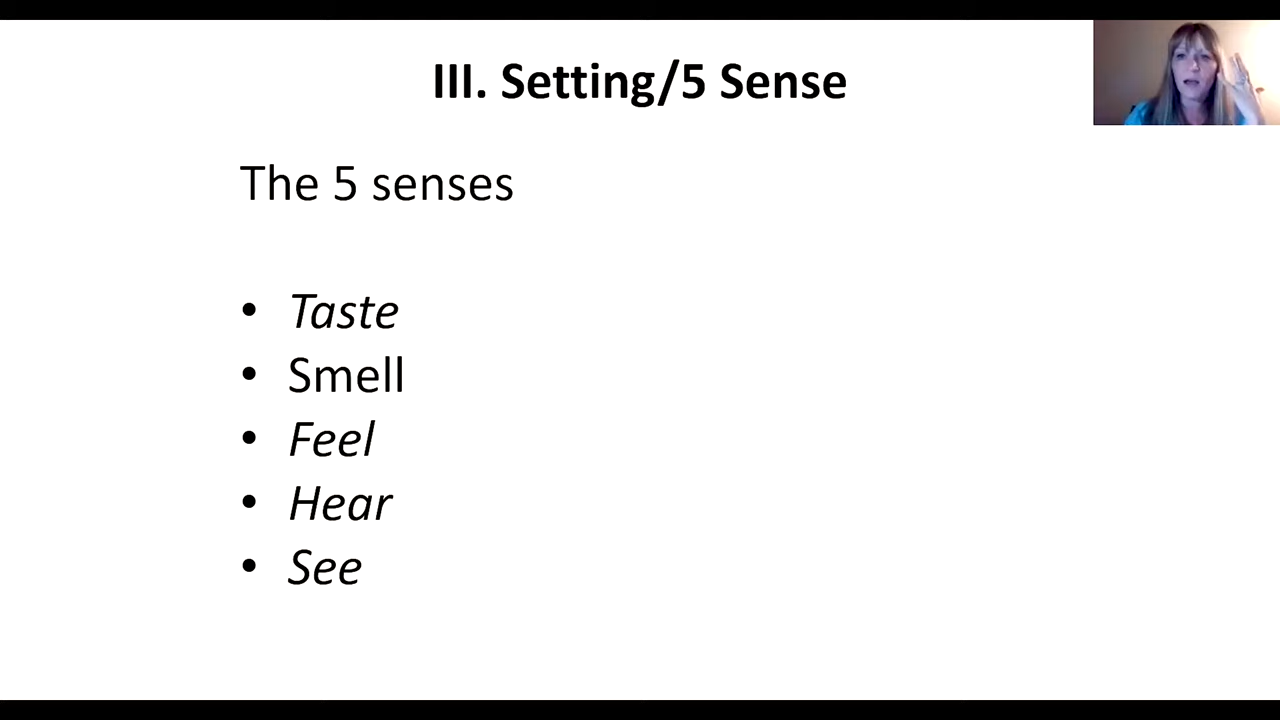 III. Setting/5 Sense
The 5 senses
• Taste
• Smell
• Feel
• Hear
• See